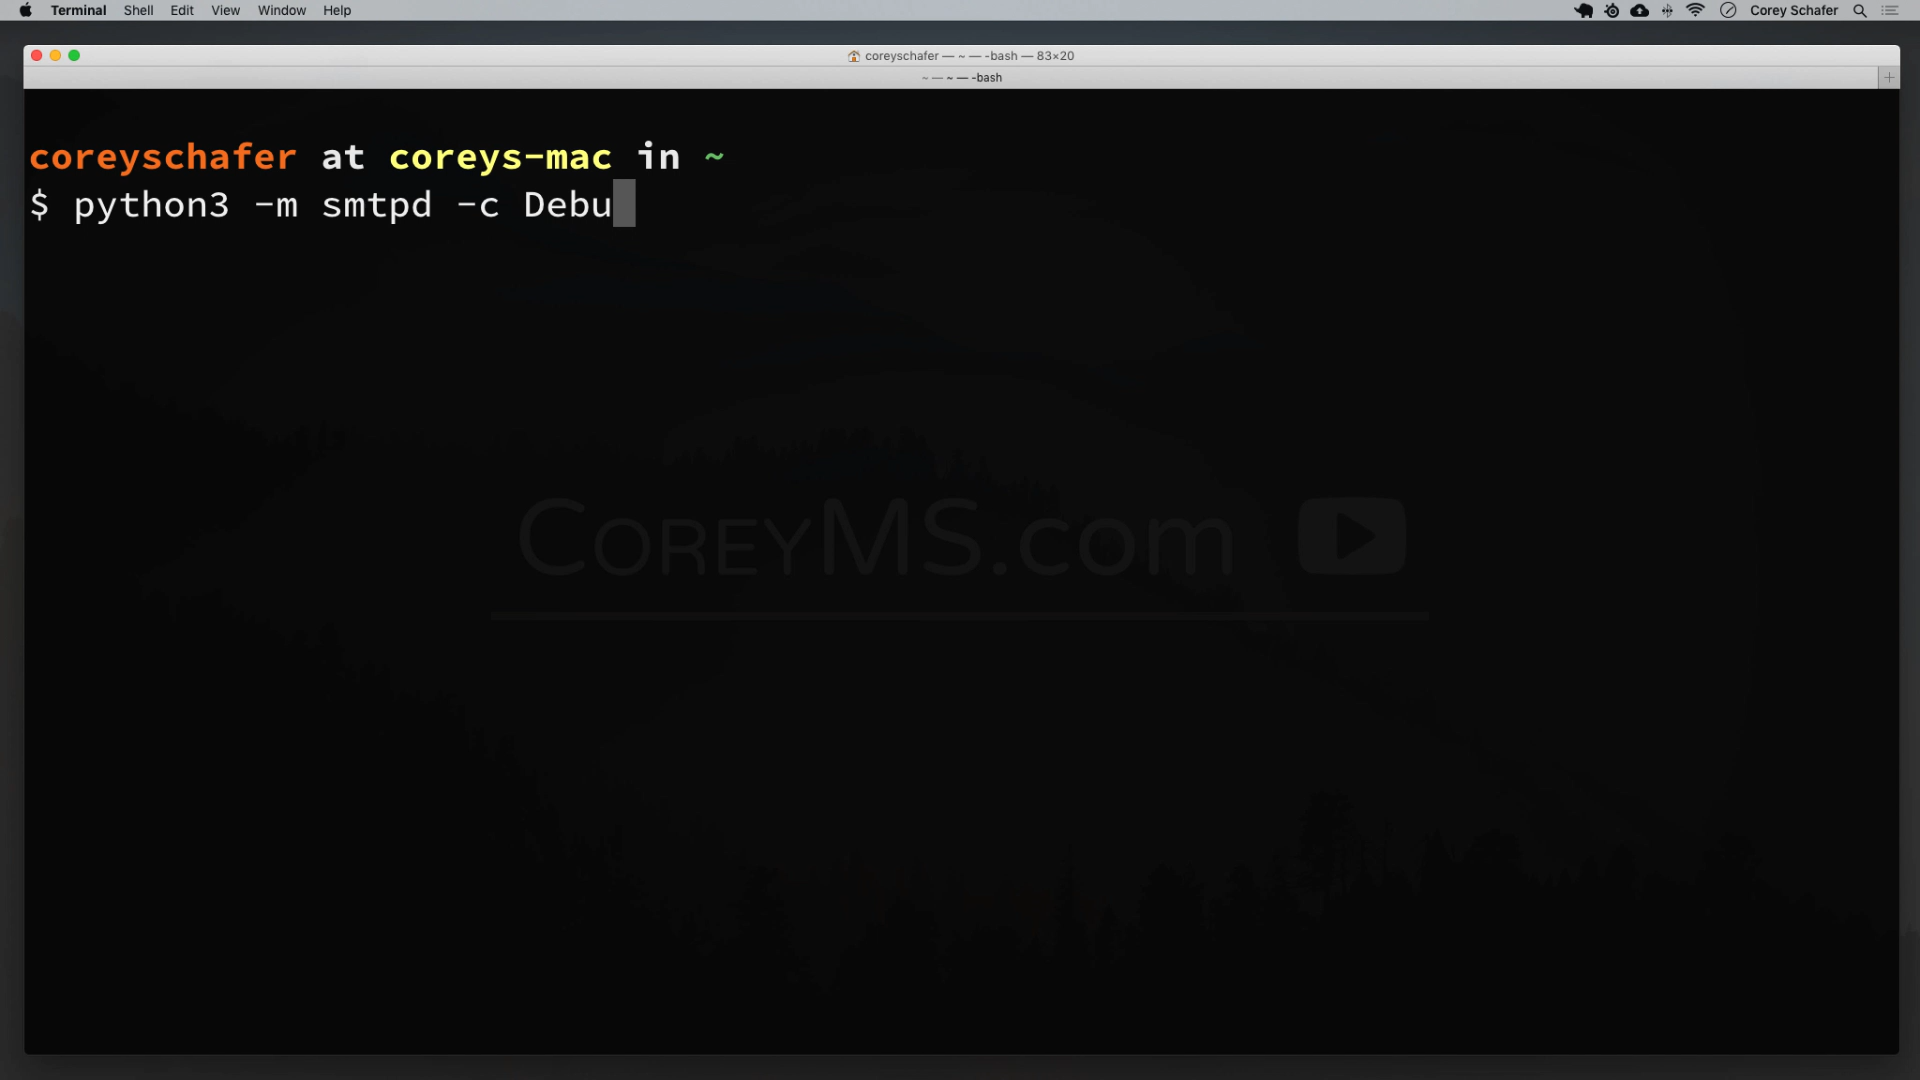 Terminal Shell Edit View Window Help Corey Schafer
coreyschafer — ~ — -bash — 83×20
~ — ~ — -bash
coreyschafer at coreys-mac in ~
$ python3 -m smtpd -c Debu
CoreyMS.com